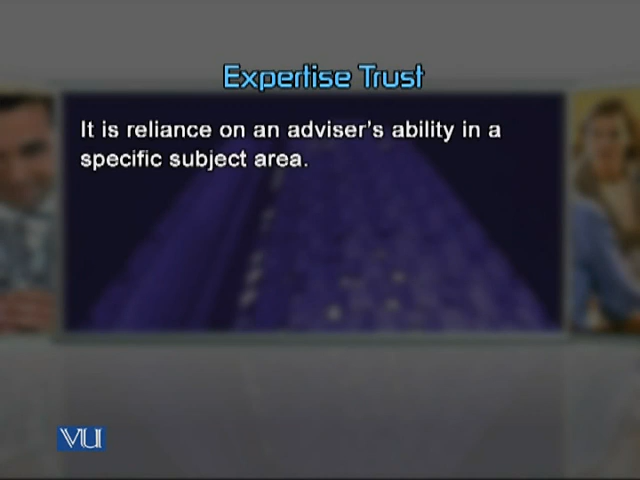 Expertise Trust
It is reliance on an adviser's ability in a
specific subject area.
VU